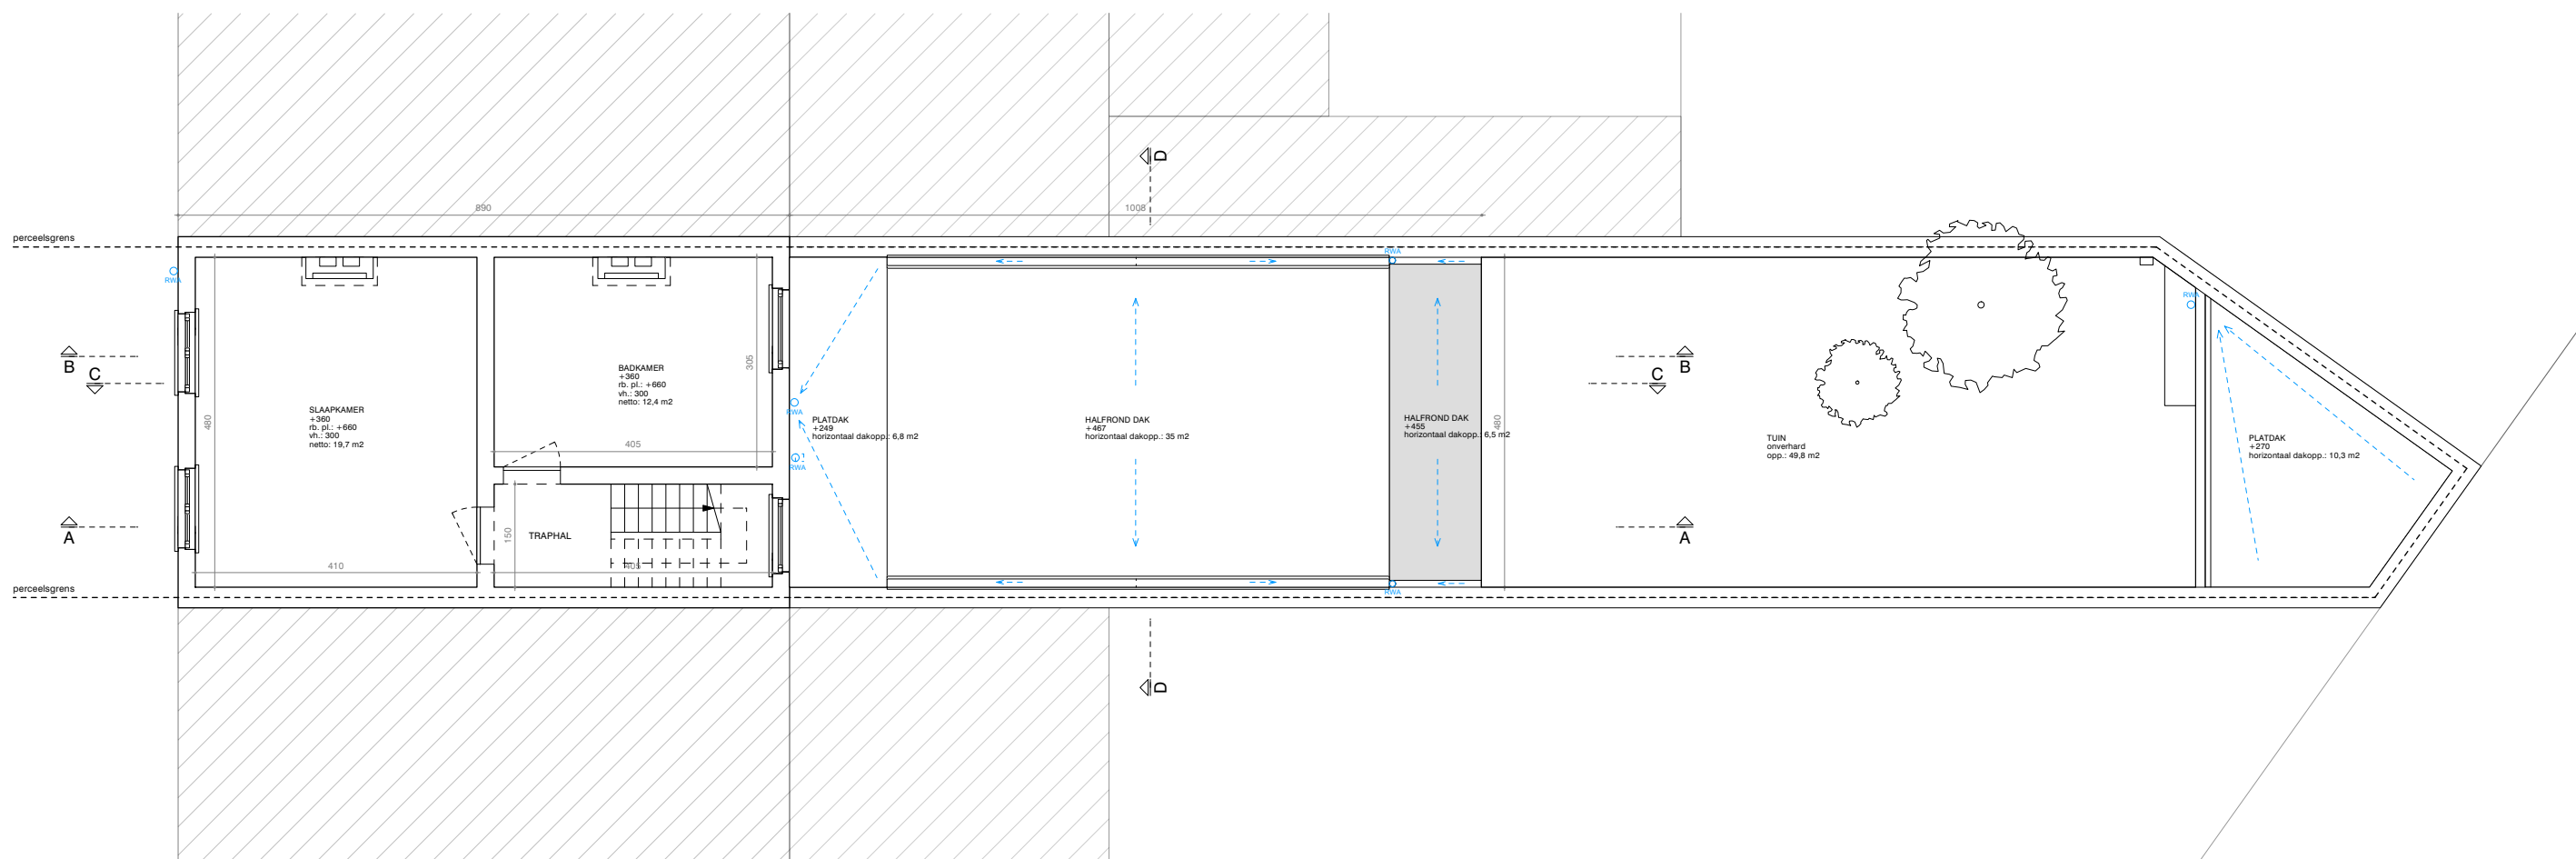 D
890
1008
perceelsgrens
RWA
RWA
RWA
B
C
480
SLAAPKAMER
+360
rb. pl.: +660
vh.: 300
netto: 19,7 m2
BADKAMER
+360
rb. pl.: +660
vh.: 300
netto: 12,4 m2
305
405
RWA
RWA
PLATDAK
+249
horizontaal dakopp.: 6,8 m2
HALFROND DAK
+467
horizontaal dakopp.: 35 m2
HALFROND DAK
+455
horizontaal dakopp.: 6,5 m2
480
B
C
TUIN
onverhard
opp.: 49,8 m2
PLATDAK
+270
horizontaal dakopp.: 10,3 m2
A
150
TRAPHAL
A
410
405
perceelsgrens
RWA
D